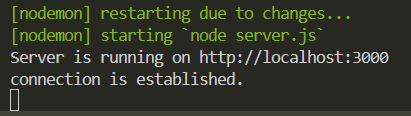 [nodemon] restarting due to changes...
[nodemon] starting `node server.js`
Server is running on http://localhost:3000
connection is established.